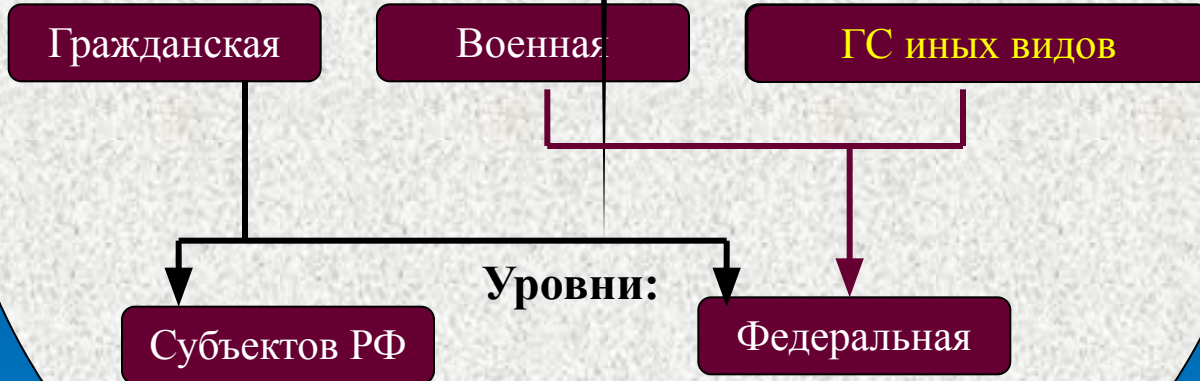 Гражданская
Военная
ГС иных видов
Уровни:
Субъектов РФ
Федеральная